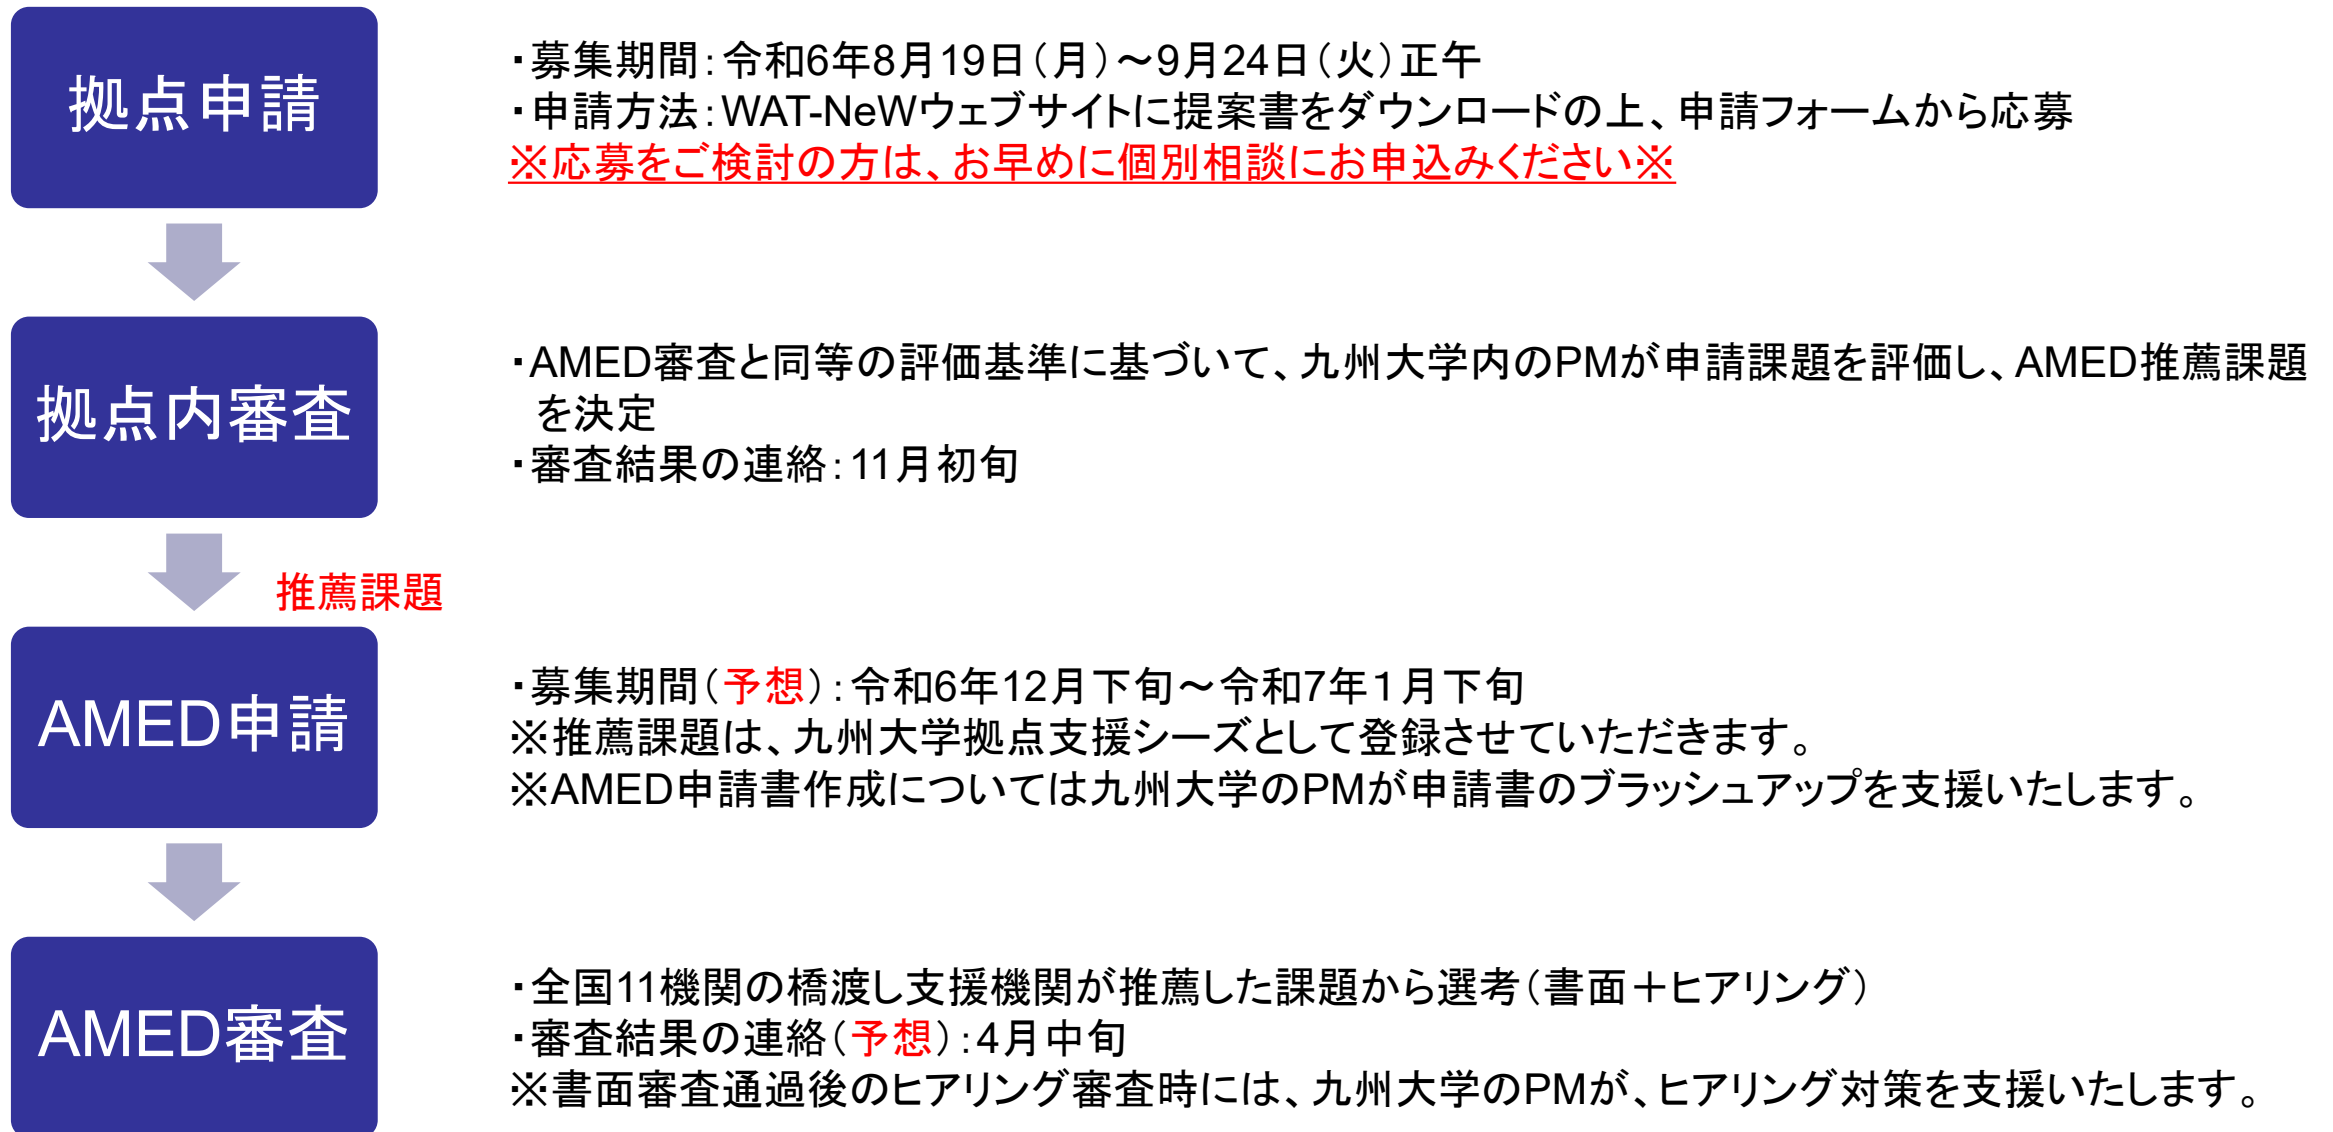 拠点申請
・募集期間：令和6年8月19日（月）～9月24日（火）正午
・申請方法：WAT-NeWウェブサイトに提案書をダウンロードの上、申請フォームから応募
※応募をご検討の方は、お早めに個別相談にお申込みください※
拠点内審査
・AMED審査と同等の評価基準に基づいて、九州大学内のPMが申請課題を評価し、AMED推薦課題
を決定
・審査結果の連絡：11月初旬
推薦課題
AMED申請
・募集期間（予想）：令和6年12月下旬～令和7年１月下旬
※推薦課題は、九州大学拠点支援シーズとして登録させていただきます。
※AMED申請書作成については九州大学のPMが申請書のブラッシュアップを支援いたします。
AMED審査
・全国11機関の橋渡し支援機関が推薦した課題から選考（書面＋ヒアリング）
・審査結果の連絡（予想）：4月中旬
※書面審査通過後のヒアリング審査時には、九州大学のPMが、ヒアリング対策を支援いたします。